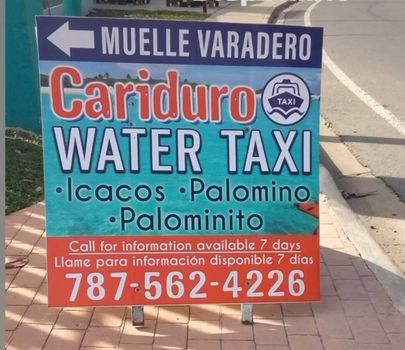 MUELLE VARADERO
Cariduro
TAXI
WATER TAXI
•Icacos •Palomino
•Palominito
Call for information available 7 days
Llame para información disponible 7 días
787-562-4226